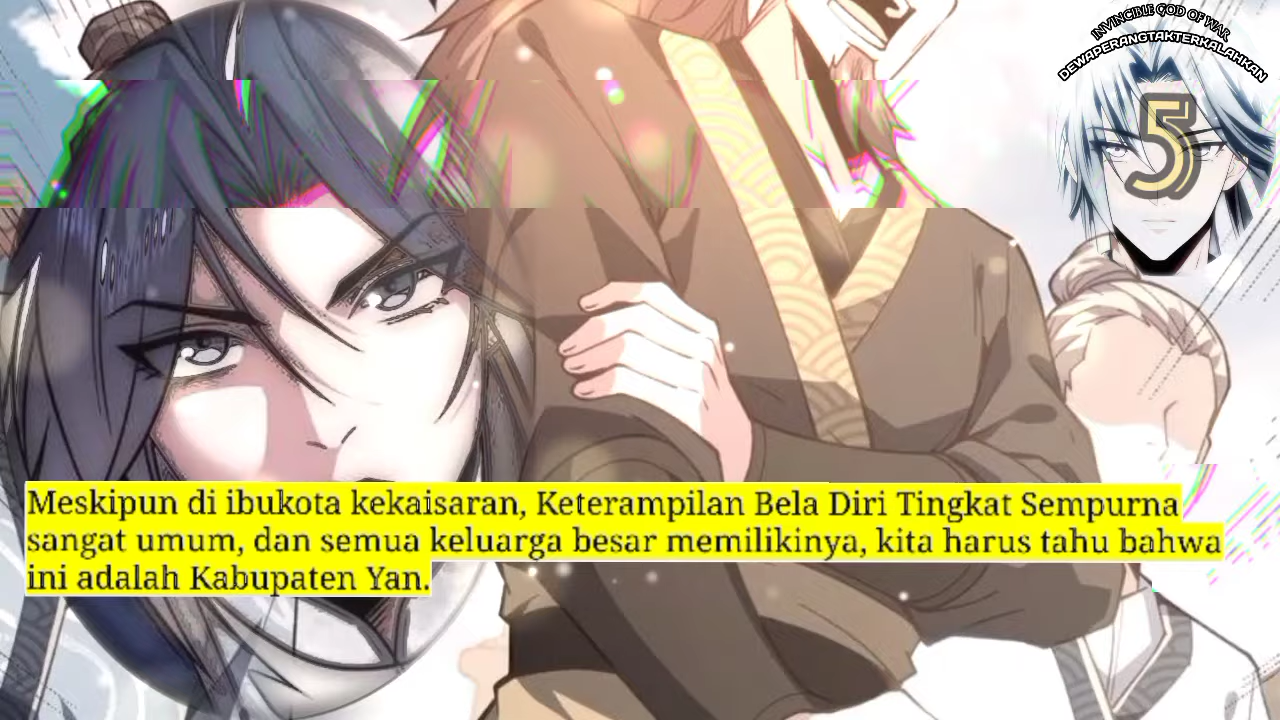 INVINCIBLE GOD OF WAR
DEWAPERANGTAKTERKALAHKAN
5
Meskipun di ibukota kekaisaran, Keterampilan Bela Diri Tingkat Sempurna
sangat umum, dan semua keluarga besar memilikinya, kita harus tahu bahwa
ini adalah Kabupaten Yan.